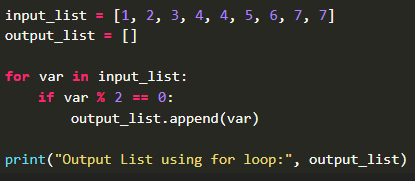 input_list = [1, 2, 3, 4, 4, 5, 6, 7, 7]
output_list = []
for var in input_list:
    if var % 2 == 0:
        output_list.append(var)
print("Output List using for loop:", output_list)